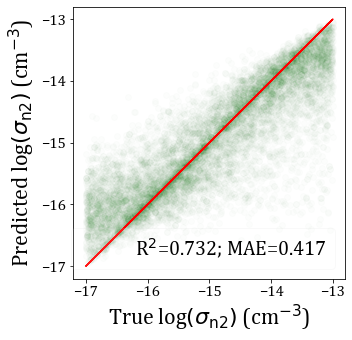 Predicted log(σn2) (cm⁻³)
−13
−14
−15
−16
−17
R²=0.732; MAE=0.417
−17 −16 −15 −14 −13
True log(σn2) (cm⁻³)